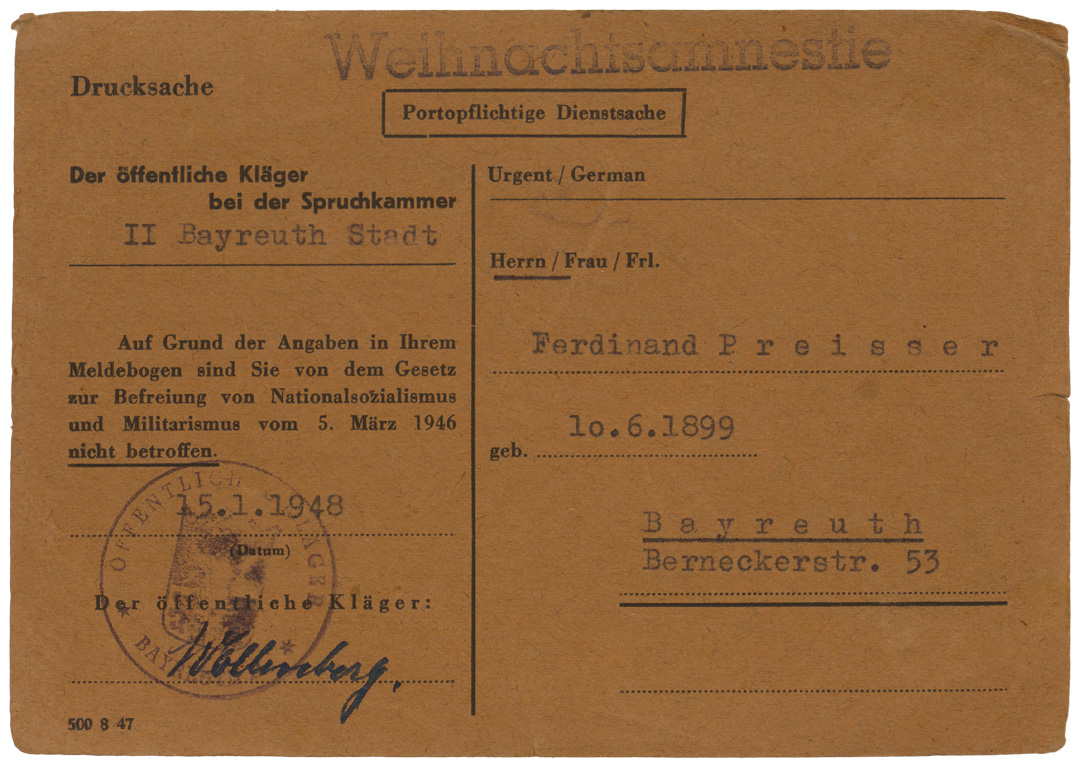 Weihnachtsamnestie
Drucksache
Portopflichtige Dienstsache
Der öffentliche Kläger
bei der Spruchkammer
II Bayreuth Stadt
Auf Grund der Angaben in Ihrem
Meldebogen sind Sie von dem Gesetz
zur Befreiung von Nationalsozialismus
und Militarismus vom 5. März 1946
nicht betroffen.
15.1.1948
(Datum)
Der öffentliche Kläger:
ÖFFENTLICHER KLÄGER
* BAYREUTH *
Wollenberg.
500 8 47
Urgent / German
Herrn / Frau / Frl.
Ferdinand P r e i s s e r
geb. 1o.6.1899
B a y r e u t h
Berneckerstr. 53